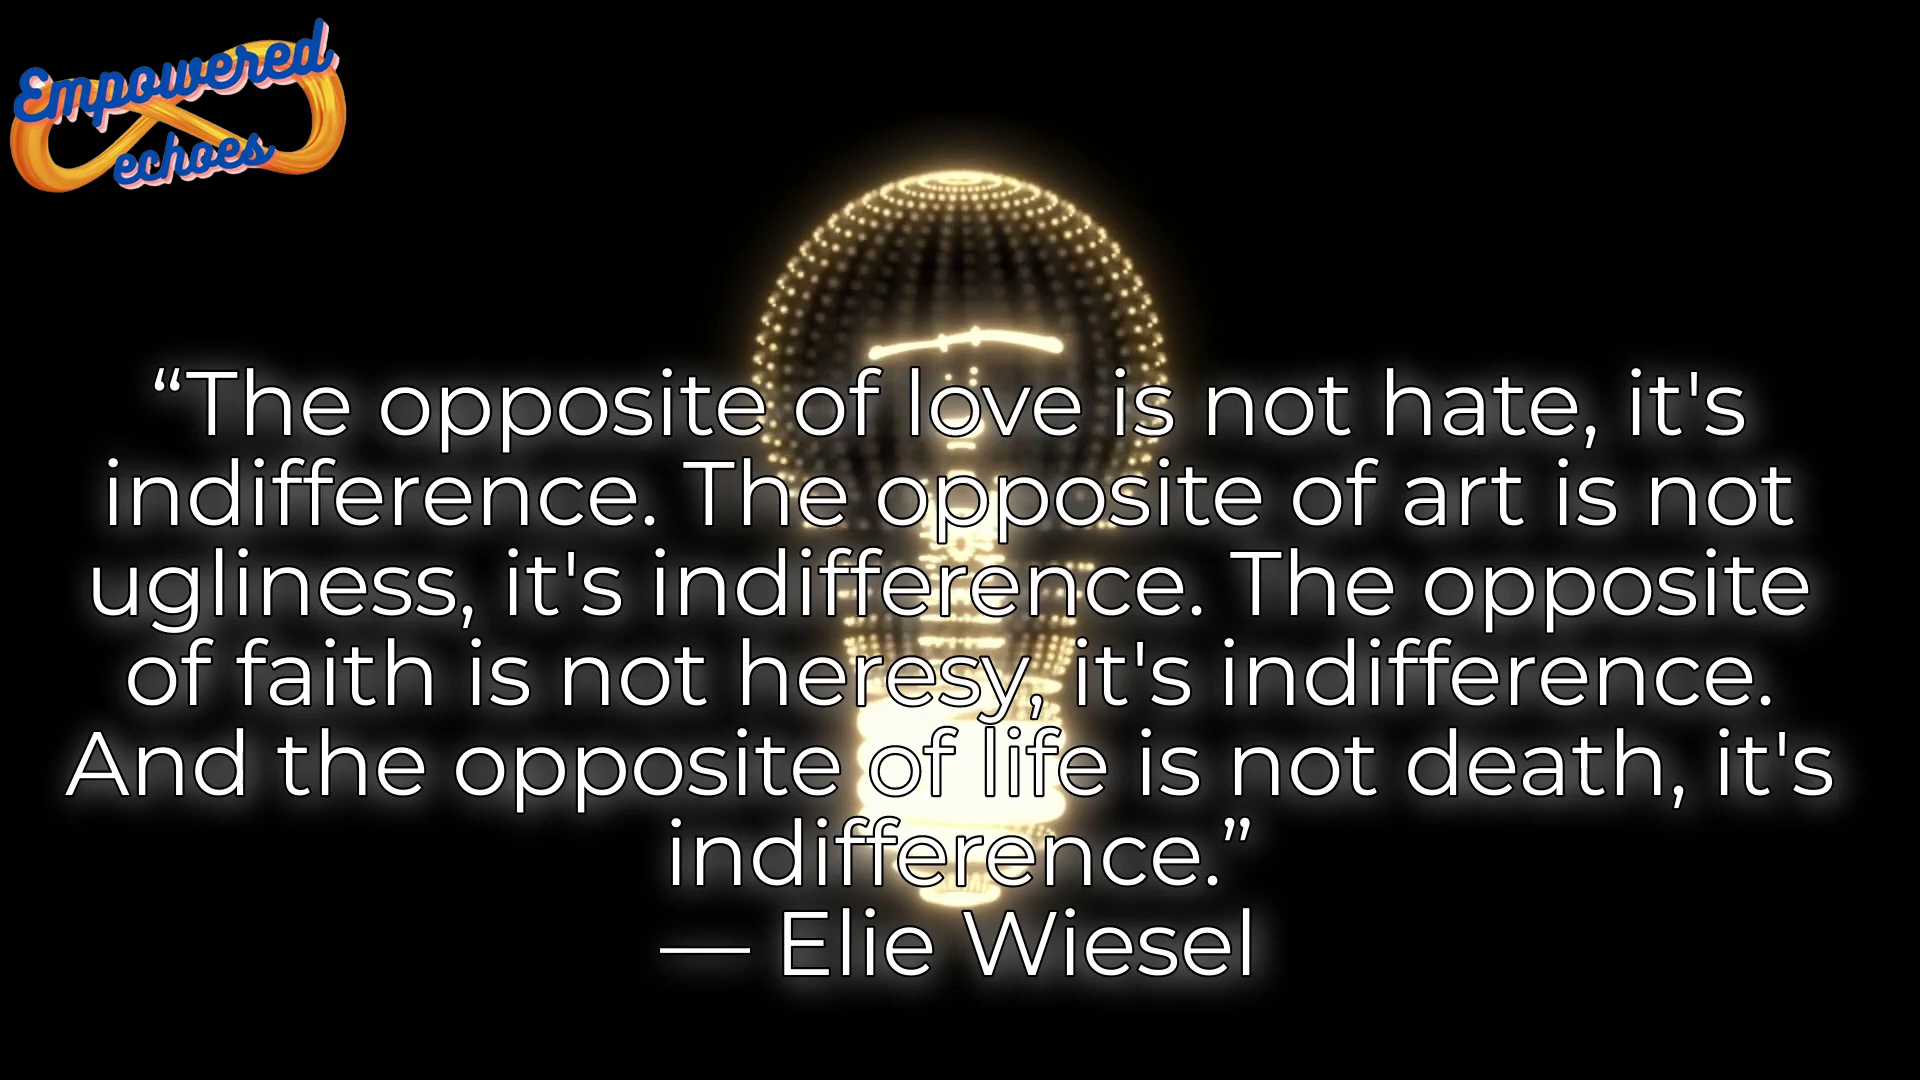 Empowered
echoes
“The opposite of love is not hate, it's
indifference. The opposite of art is not
ugliness, it's indifference. The opposite
of faith is not heresy, it's indifference.
And the opposite of life is not death, it's
indifference.”
— Elie Wiesel